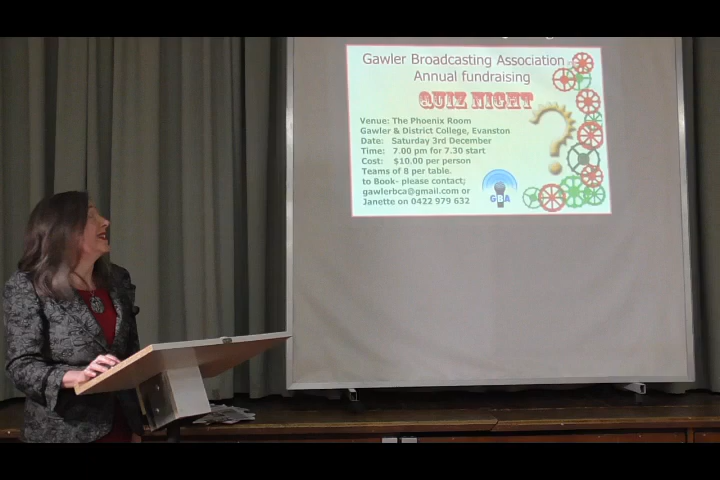 Gawler Broadcasting Association
Annual fundraising
QUIZ NIGHT
Venue: The Phoenix Room
Gawler & District College, Evanston
Date: Saturday 3rd December
Time: 7.00 pm for 7.30 start
Cost: $10.00 per person
Teams of 8 per table.
to Book- please contact;
gawlerbca@gmail.com or
Janette on 0422 979 632
GBA